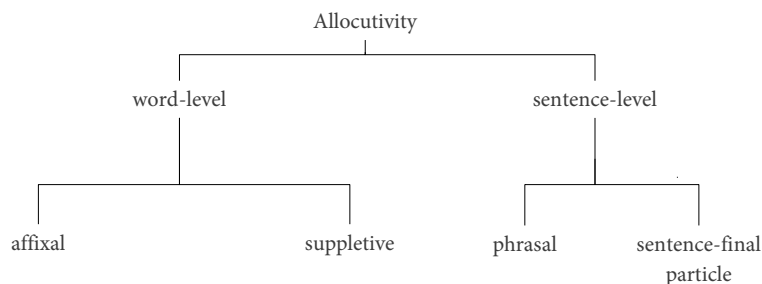 Allocutivity
word-level
sentence-level
affixal
suppletive
phrasal
sentence-final
particle